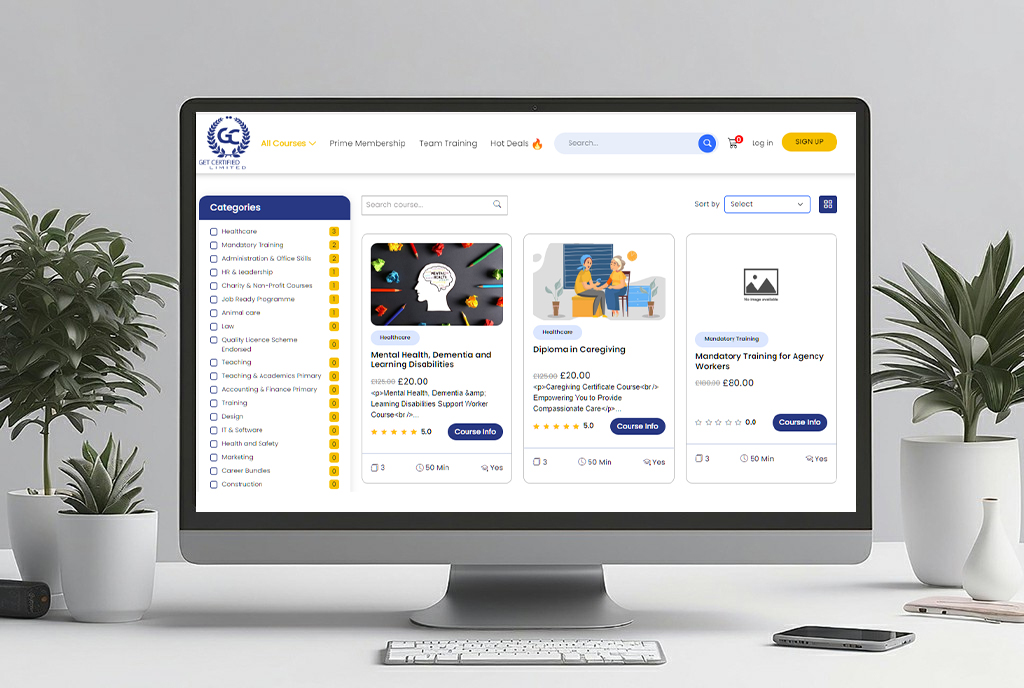 GC
GET CERTIFIED
LIMITED
All Courses
Prime Membership
Team Training
Hot Deals
Search...
0
Log in
SIGN UP
Categories
Healthcare 3
Mandatory Training 2
Administration & Office Skills 2
HR & leadership 1
Charity & Non-Profit Courses 1
Job Ready Programme 1
Animal care 1
Law 0
Quality Licence Scheme
Endorsed 0
Teaching 0
Teaching & Academics Primary 0
Accounting & Finance Primary 0
Training 0
Design 0
IT & Software 0
Health and Safety 0
Marketing 0
Career Bundles 0
Construction 0
Search course...
Sort by
Select
MENTAL
HEALTH
Healthcare
Mental Health, Dementia and
Learning Disabilities
£125.00 £20.00
<p>Mental Health, Dementia &amp;
Learning Disabilities Support Worker
Course<br/>...
5.0
Course Info
3
50 Min
Yes
Healthcare
Diploma in Caregiving
£125.00 £20.00
<p>Caregiving Certificate Course<br/>
Empowering You to Provide
Compassionate Care</p>...
5.0
Course Info
3
50 Min
Yes
No image available
Mandatory Training
Mandatory Training for Agency
Workers
£180.00 £80.00
0.0
Course Info
3
50 Min
Yes